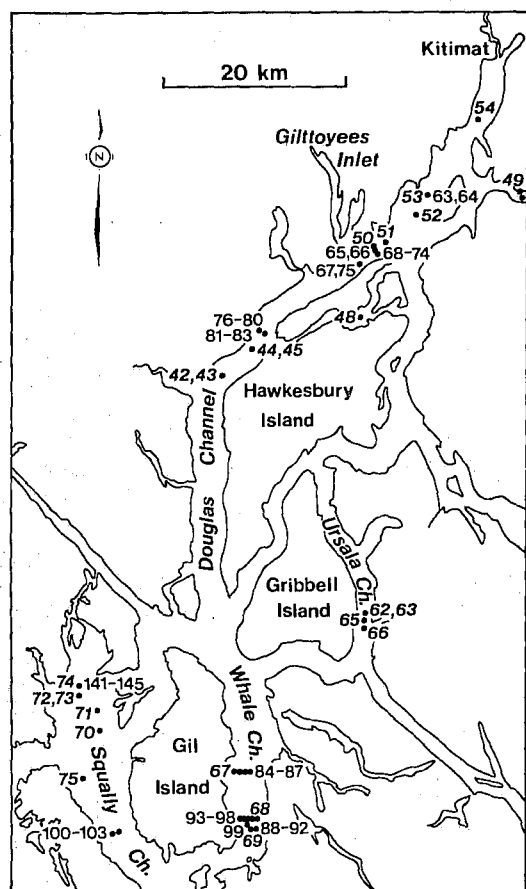 Kitimat
20 km
54
Gilttoyees
Inlet
N
49
53 63,64
52
51
50
65,66 68-74
67,75
48
76-80
81-83
44,45
42,43
Hawkesbury
Island
Douglas Channel
Ursala Ch.
Gribbell
Island
62,63
65
66
Whale Ch.
74 141-145
72,73
71
70
Gil
Island
Squally Ch.
67 84-87
75
68
93-98
99 88-92
69
100-103